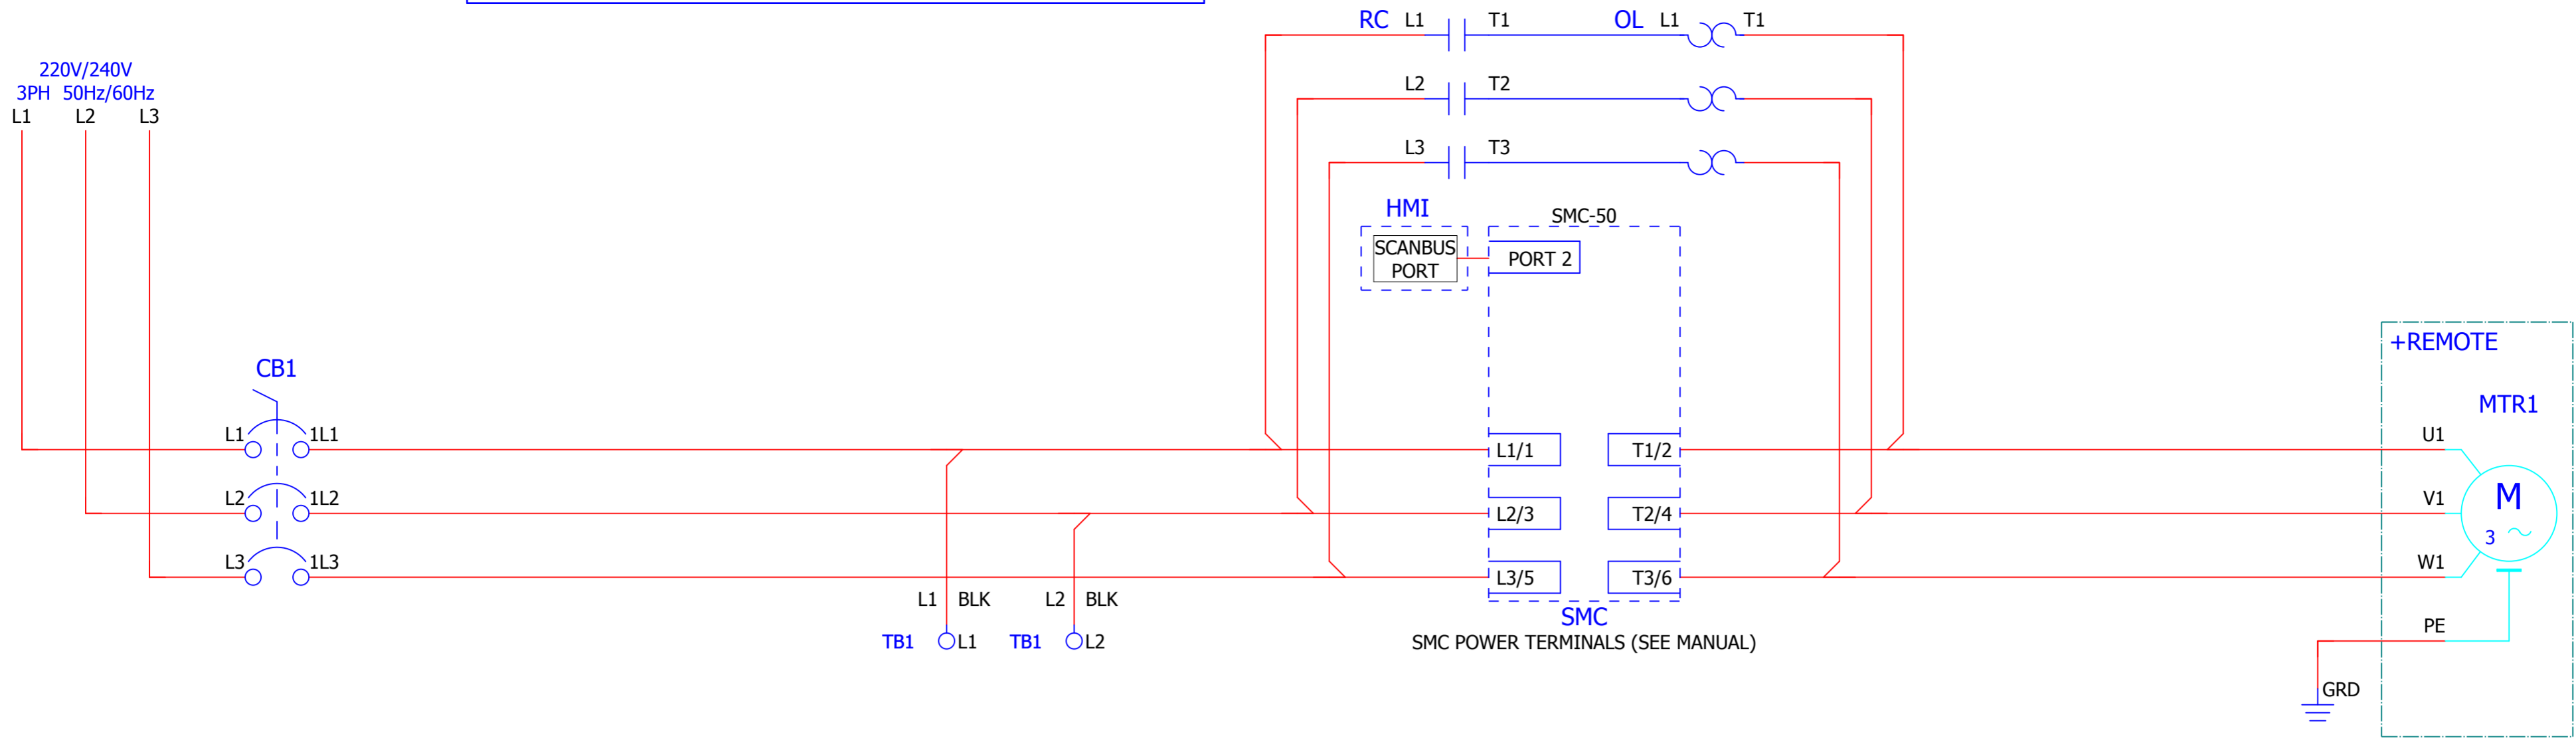 RC L1 T1 OL L1 T1
220V/240V
3PH 50Hz/60Hz
L1 L2 L3
L2 T2
L3 T3
HMI
SCANBUS
PORT
SMC-50
PORT 2
CB1
L1 1L1
L2 1L2
L3 1L3
L1 BLK
L2 BLK
TB1 L1
TB1 L2
L1/1 T1/2
L2/3 T2/4
L3/5 T3/6
SMC
SMC POWER TERMINALS (SEE MANUAL)
+REMOTE
MTR1
U1
V1
W1
M
3
PE
GRD